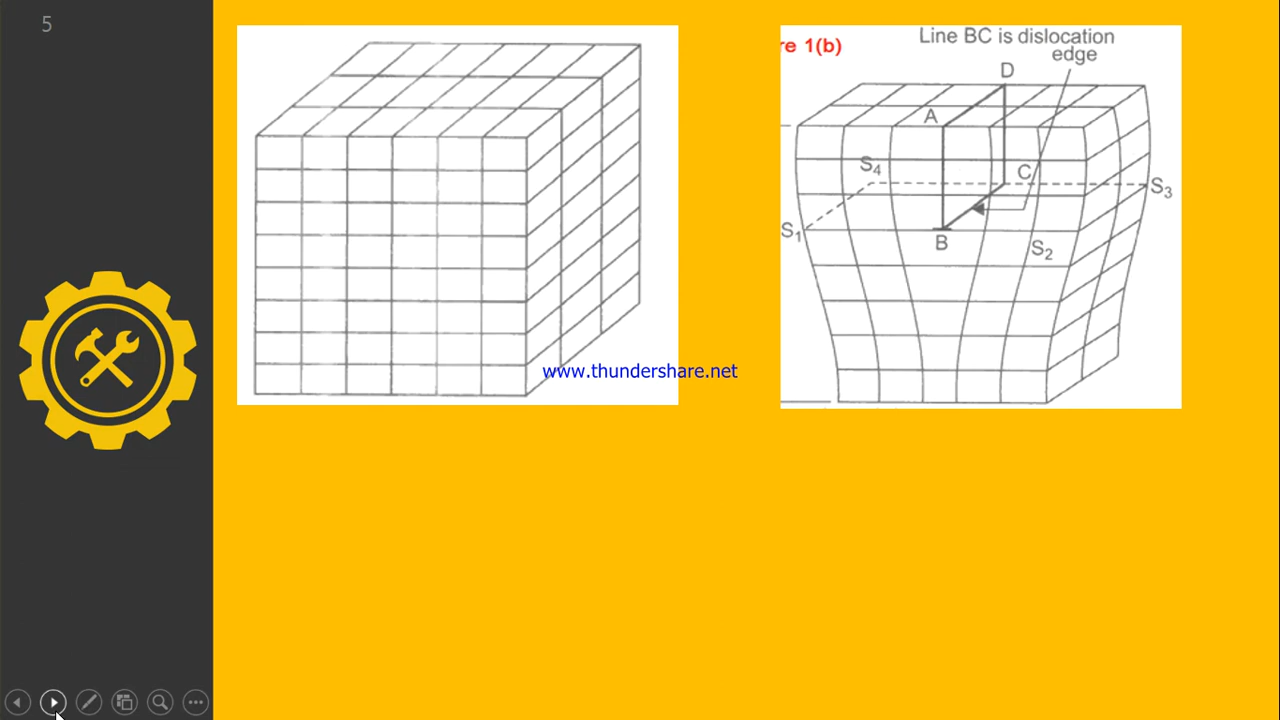 5
re 1(b)
Line BC is dislocation
edge
D
A
S4
C
S3
S1
B
S2
www.thundershare.net